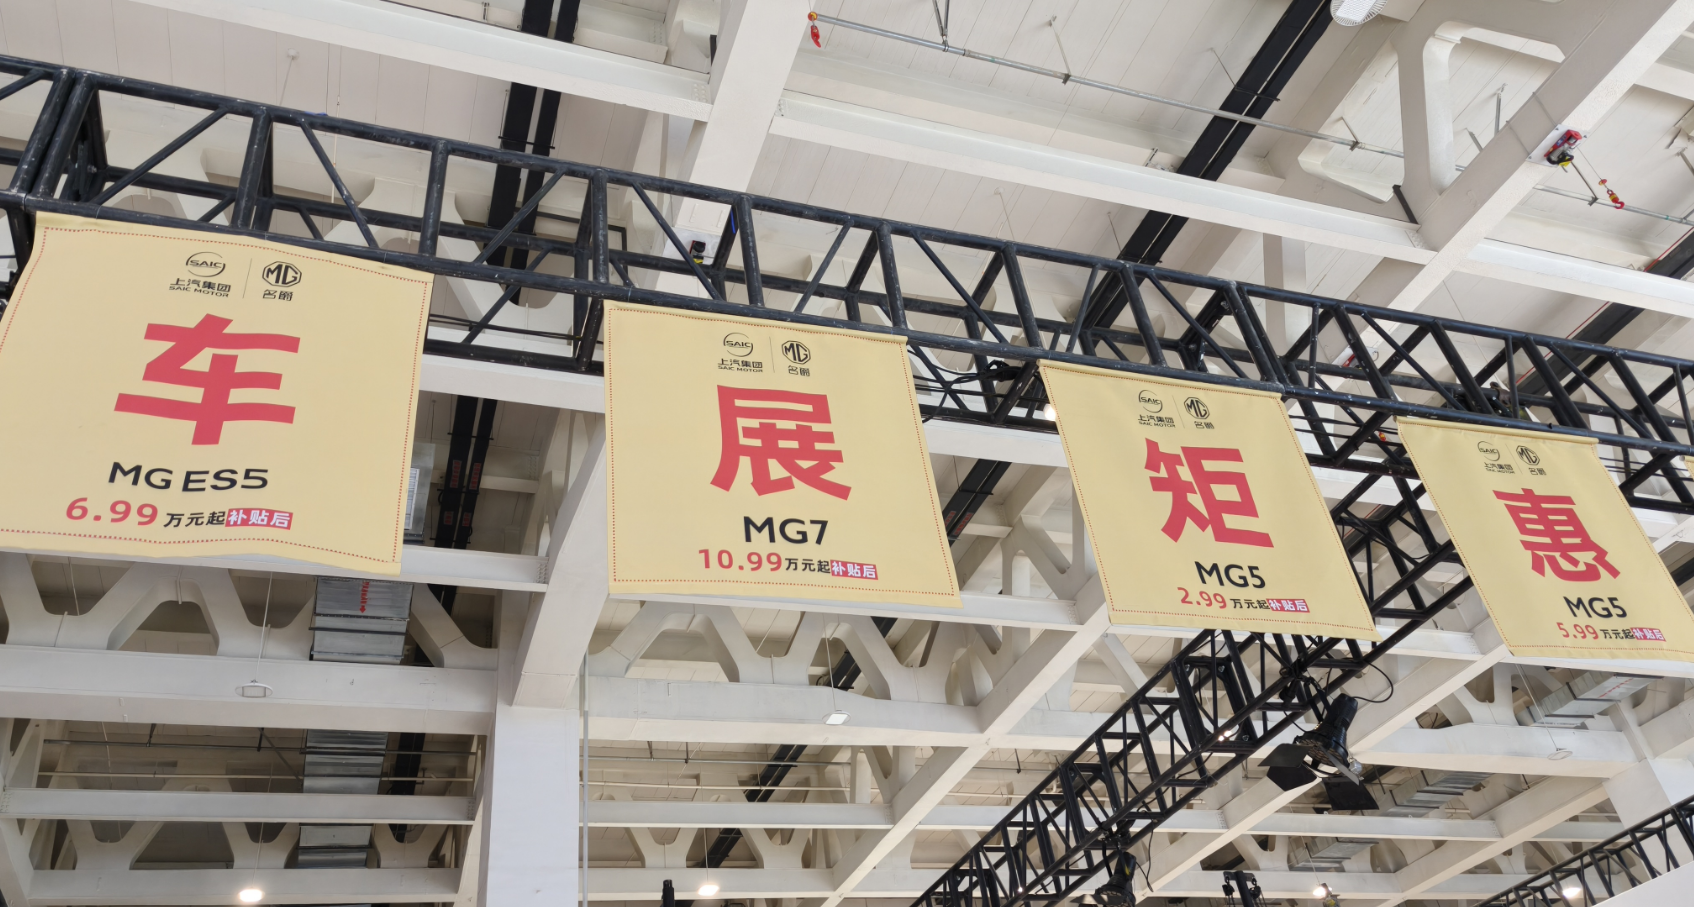 SAIC
上汽集团
SAIC MOTOR
MG
名爵
车
MG ES5
6.99万元起补贴后
SAIC
上汽集团
SAIC MOTOR
MG
名爵
展
MG7
10.99万元起补贴后
SAIC
上汽集团
SAIC MOTOR
MG
名爵
矩
MG5
2.99万元起补贴后
SAIC
上汽集团
SAIC MOTOR
MG
名爵
惠
MG5
5.99万元起补贴后